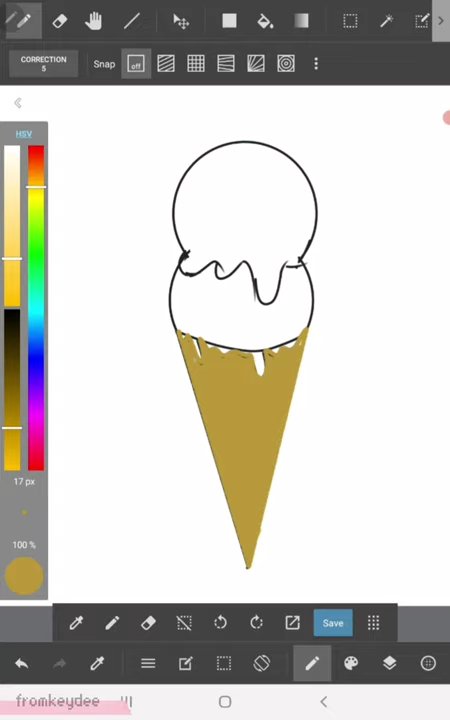 CORRECTION
5
Snap
off
HSV
17 px
100 %
Save
fromkeydee